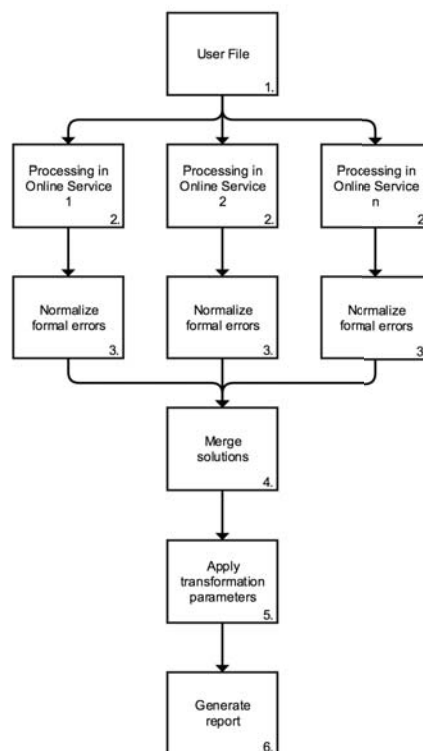 User File
1.
Processing in
Online Service
1
2.
Processing in
Online Service
2
2.
Processing in
Online Service
n
2
Normalize
formal errors
3.
Normalize
formal errors
3.
Normalize
formal errors
3
Merge
solutions
4.
Apply
transformation
parameters
5.
Generate
report
6.